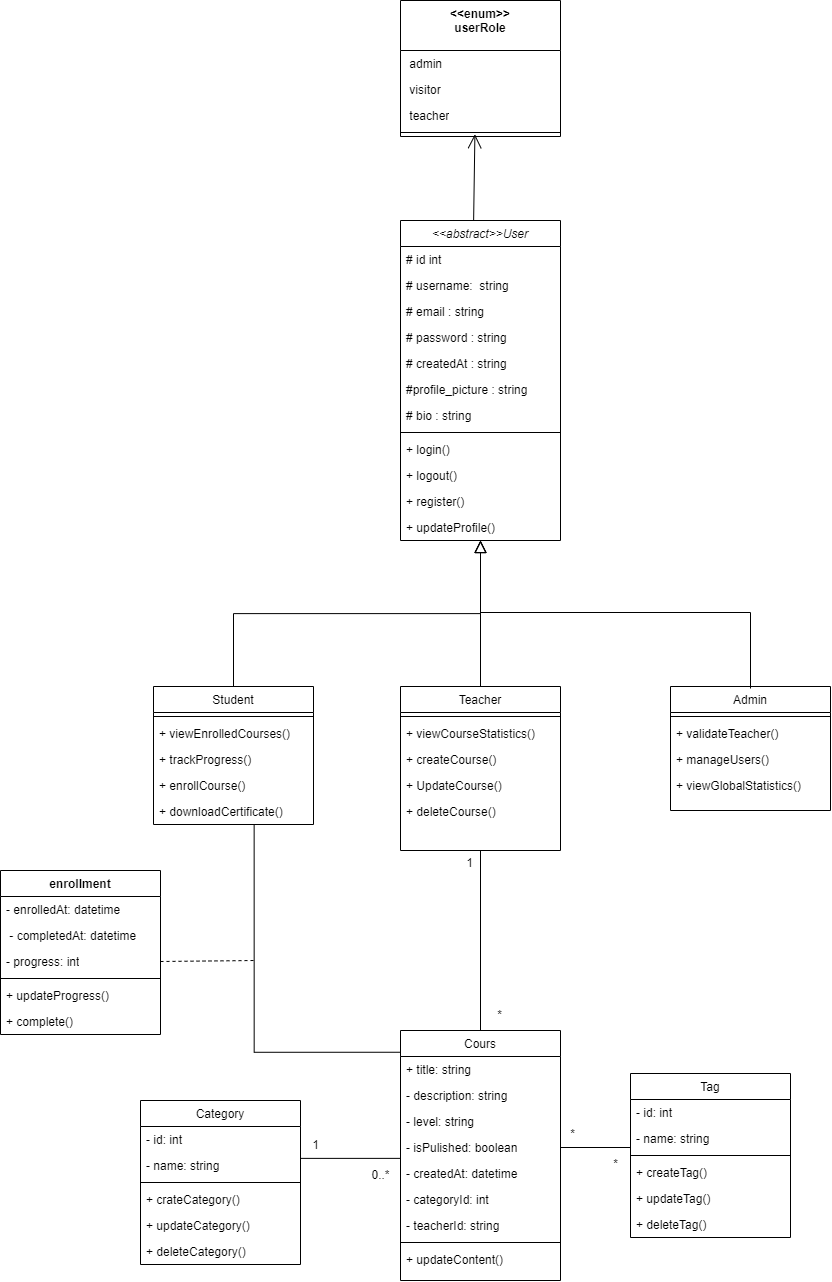 <<enum>>
userRole
admin
visitor
teacher
<<abstract>>User
# id int
# username:  string
# email : string
# password : string
# createdAt : string
#profile_picture : string
# bio : string
+ login()
+ logout()
+ register()
+ updateProfile()
Student
+ viewEnrolledCourses()
+ trackProgress()
+ enrollCourse()
+ downloadCertificate()
Teacher
+ viewCourseStatistics()
+ createCourse()
+ UpdateCourse()
+ deleteCourse()
Admin
+ validateTeacher()
+ manageUsers()
+ viewGlobalStatistics()
1
*
enrollment
- enrolledAt: datetime
- completedAt: datetime
- progress: int
+ updateProgress()
+ complete()
Cours
+ title: string
- description: string
- level: string
- isPulished: boolean
- createdAt: datetime
- categoryId: int
- teacherId: string
+ updateContent()
Category
- id: int
- name: string
+ crateCategory()
+ updateCategory()
+ deleteCategory()
1
0..*
*
*
Tag
- id: int
- name: string
+ createTag()
+ updateTag()
+ deleteTag()